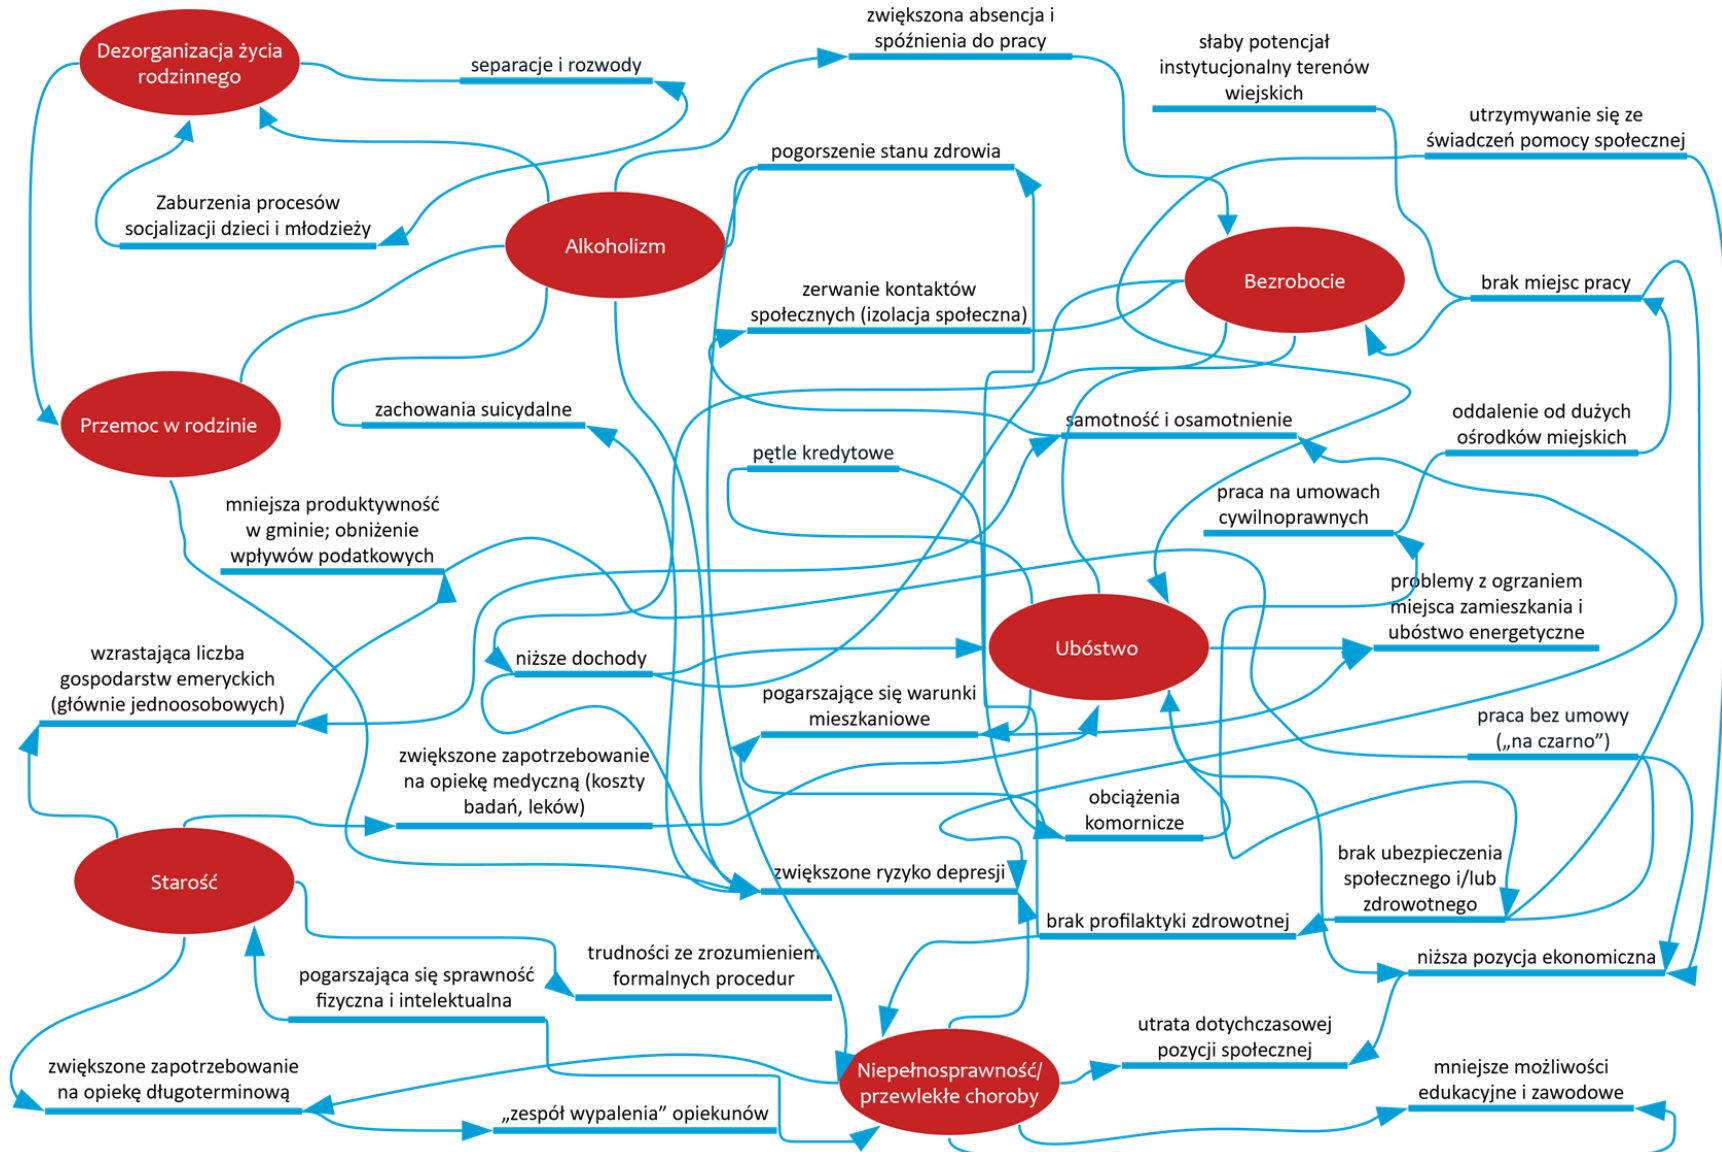 zwiększona absencja i
spóźnienia do pracy
Dezorganizacja życia
rodzinnego
separacje i rozwody
słaby potencjał
instytucjonalny terenów
wiejskich
utrzymywanie się ze
świadczeń pomocy społecznej
pogorszenie stanu zdrowia
Zaburzenia procesów
socjalizacji dzieci i młodzieży
Alkoholizm
Bezrobocie
brak miejsc pracy
zerwanie kontaktów
społecznych (izolacja społeczna)
Przemoc w rodzinie
zachowania suicydalne
samotność i osamotnienie
oddalenie od dużych
ośrodków miejskich
pętle kredytowe
mniejsza produktywność
w gminie; obniżenie
wpływów podatkowych
praca na umowach
cywilnoprawnych
problemy z ogrzaniem
miejsca zamieszkania i
ubóstwo energetyczne
Ubóstwo
niższe dochody
wzrastająca liczba
gospodarstw emeryckich
(głównie jednoosobowych)
pogarszające się warunki
mieszkaniowe
praca bez umowy
(„na czarno”)
zwiększone zapotrzebowanie
na opiekę medyczną (koszty
badań, leków)
obciążenia
komornicze
Starość
zwiększone ryzyko depresji
brak ubezpieczenia
społecznego i/lub
zdrowotnego
brak profilaktyki zdrowotnej
trudności ze zrozumieniem
formalnych procedur
niższa pozycja ekonomiczna
pogarszająca się sprawność
fizyczna i intelektualna
utrata dotychczasowej
pozycji społecznej
Niepełnosprawność/
przewlekłe choroby
zwiększone zapotrzebowanie
na opiekę długoterminową
mniejsze możliwości
edukacyjne i zawodowe
„zespół wypalenia” opiekunów